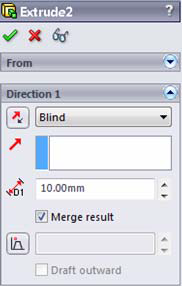 Extrude2 ?
From
Direction 1
Blind
D1 10.00mm
Merge result
Draft outward